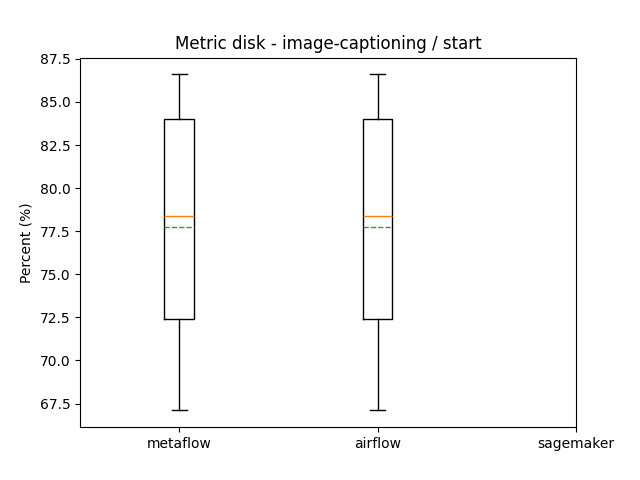 Metric disk - image-captioning / start
Percent (%)
87.5
85.0
82.5
80.0
77.5
75.0
72.5
70.0
67.5
metaflow
airflow
sagemaker